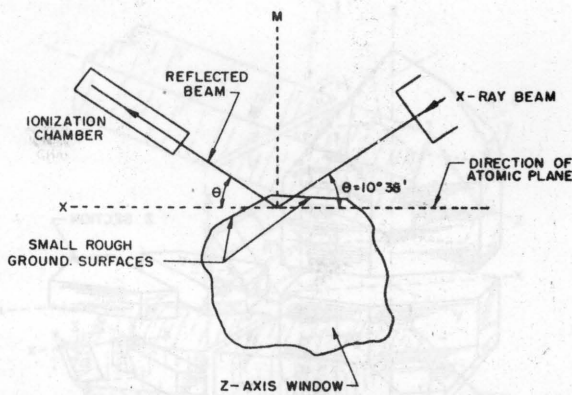 M
REFLECTED
BEAM
X-RAY BEAM
IONIZATION
CHAMBER
DIRECTION OF
ATOMIC PLANE
θ
θ=10° 38'
X
SMALL ROUGH
GROUND. SURFACES
Z-AXIS WINDOW